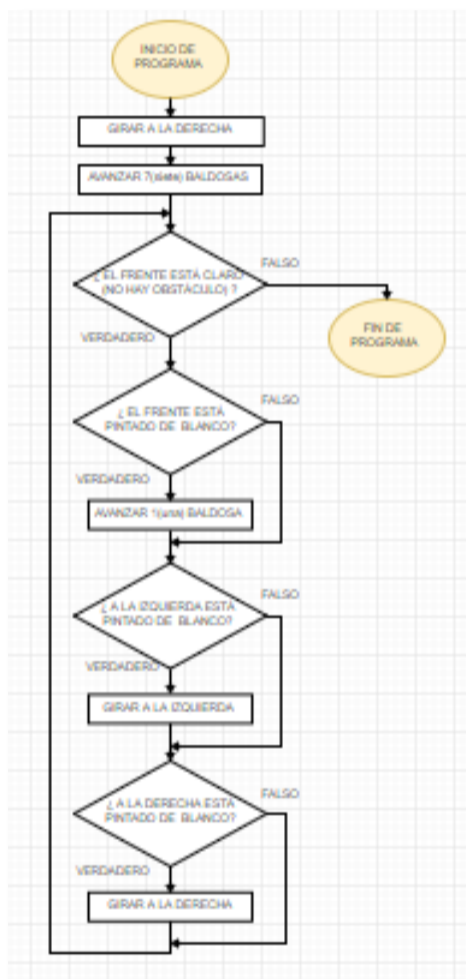 INICIO DE
PROGRAMA
GIRAR A LA DERECHA
AVANZAR 7(siete) BALDOSAS
¿ EL FRENTE ESTÁ CLARO
(NO HAY OBSTÁCULO) ?
FALSO
FIN DE
PROGRAMA
VERDADERO
¿ EL FRENTE ESTÁ
PINTADO DE BLANCO?
FALSO
VERDADERO
AVANZAR 1(una) BALDOSA
¿ A LA IZQUIERDA ESTÁ
PINTADO DE BLANCO?
FALSO
VERDADERO
GIRAR A LA IZQUIERDA
¿ A LA DERECHA ESTÁ
PINTADO DE BLANCO?
FALSO
VERDADERO
GIRAR A LA DERECHA